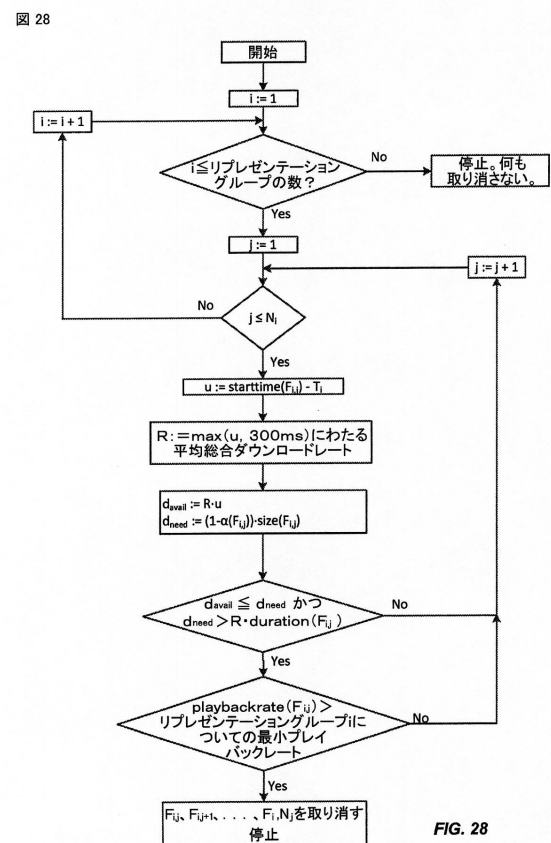 図 28
開始
i := 1
i := i + 1
i≦リプレゼンテーション
グループの数？
No
停止。何も
取り消さない。
Yes
j := 1
j := j + 1
No
j ≤ Ni
Yes
u := starttime(Fi,j) - Ti
R：＝max(u, 300ms)にわたる
平均総合ダウンロードレート
davail := R·u
dneed := (1-α(Fi,j))·size(Fi,j)
davail ≦ dneed かつ
dneed＞R・duration(Fi,j)
No
Yes
playbackrate(Fi,j)＞
リプレゼンテーショングループiに
ついての最小プレイ
バックレート
No
Yes
Fi,j、Fi,j+1、．．．、Fi,Njを取り消す
停止
FIG. 28